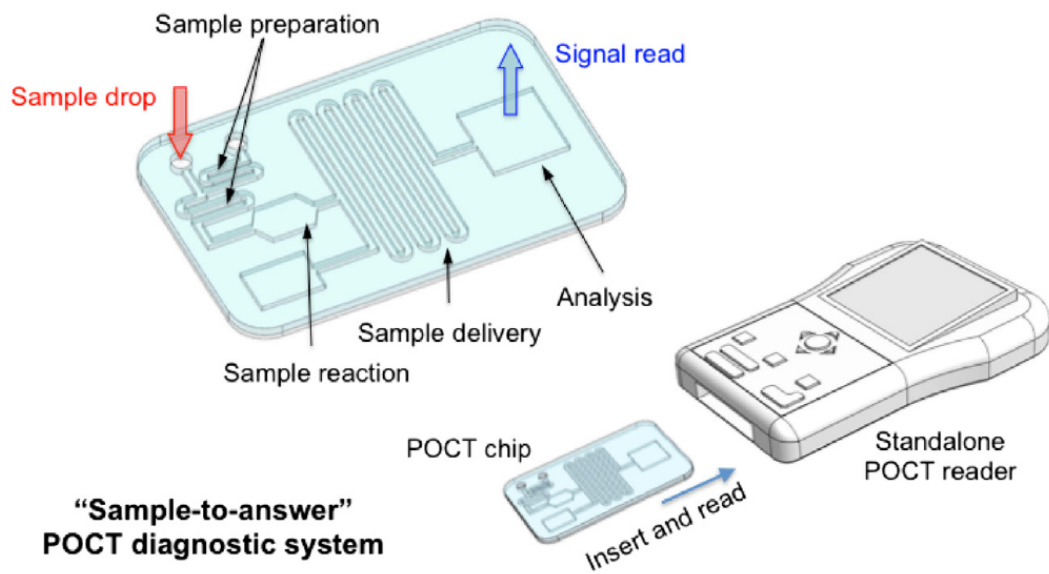 Sample preparation
Sample drop
Signal read
Analysis
Sample delivery
Sample reaction
POCT chip
Insert and read
Standalone
POCT reader
“Sample-to-answer”
POCT diagnostic system